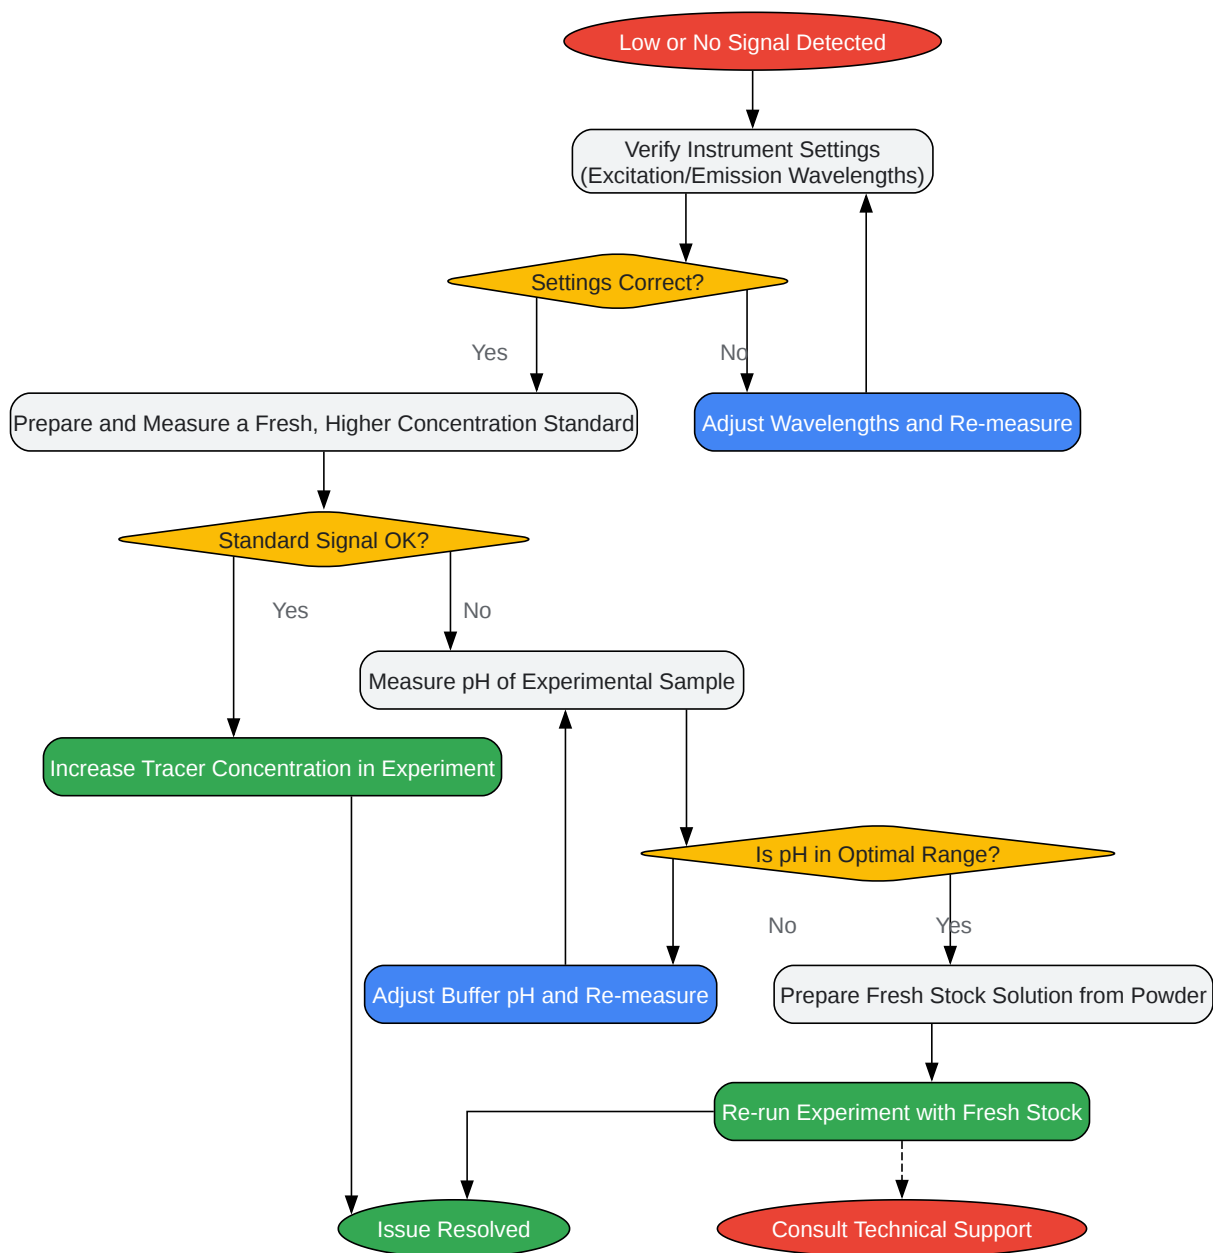 Low or No Signal Detected
Verify Instrument Settings
(Excitation/Emission Wavelengths)
Settings Correct?
Yes
No
Prepare and Measure a Fresh, Higher Concentration Standard
Adjust Wavelengths and Re-measure
Standard Signal OK?
Yes
No
Measure pH of Experimental Sample
Increase Tracer Concentration in Experiment
Is pH in Optimal Range?
No
Yes
Adjust Buffer pH and Re-measure
Prepare Fresh Stock Solution from Powder
Re-run Experiment with Fresh Stock
Issue Resolved
Consult Technical Support